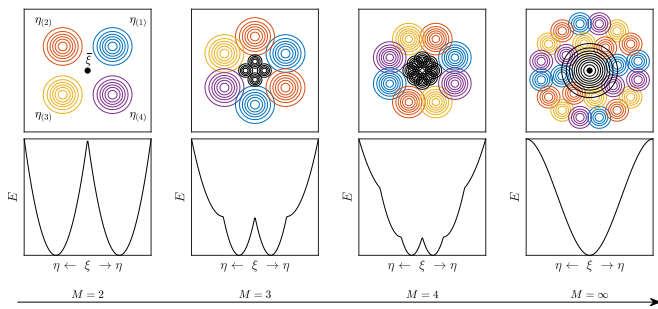 η(2) η(1)
ξ̄
η(3) η(4)
E E E E
η ← ξ → η η ← ξ → η η ← ξ → η η ← ξ → η
M = 2 M = 3 M = 4 M = ∞